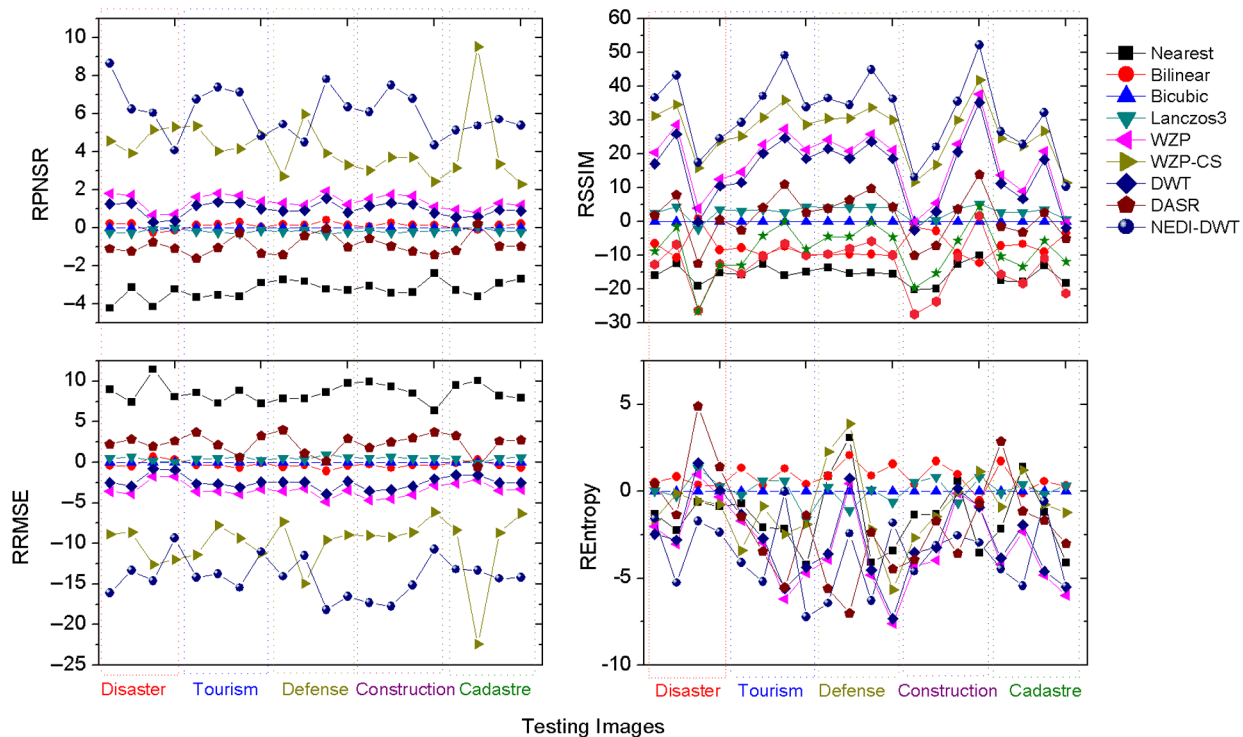 RPNSR
10
8
6
4
2
0
–2
–4
RSSIM
60
50
40
30
20
10
0
–10
–20
–30
Nearest
Bilinear
Bicubic
Lanczos3
WZP
WZP-CS
DWT
DASR
NEDI-DWT
RRMSE
10
5
0
–5
–10
–15
–20
–25
REntropy
5
0
-5
-10
Disaster Tourism Defense Construction Cadastre
Disaster Tourism Defense Construction Cadastre
Testing Images